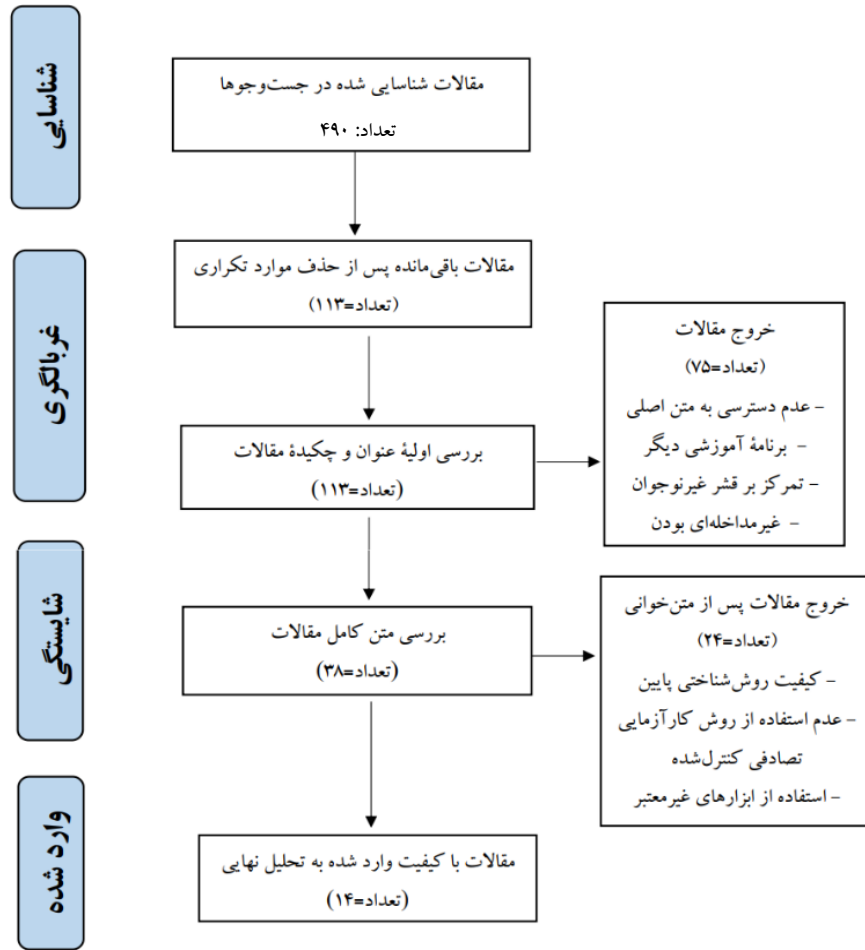 شناسایی
مقالات شناسایی شده در جست‌وجوها
تعداد: ۴۹۰
غربالگری
مقالات باقی‌مانده پس از حذف موارد تکراری
(تعداد=۱۱۳)
بررسی اولیهٔ عنوان و چکیدهٔ مقالات
(تعداد=۱۱۳)
خروج مقالات
(تعداد=۷۵)
- عدم دسترسی به متن اصلی
- برنامهٔ آموزشی دیگر
- تمرکز بر قشر غیرنوجوان
- غیرمداخله‌ای بودن
شایستگی
بررسی متن کامل مقالات
(تعداد=۳۸)
خروج مقالات پس از متن‌خوانی
(تعداد=۲۴)
- کیفیت روش‌شناختی پایین
- عدم استفاده از روش کارآزمایی
تصادفی کنترل‌شده
- استفاده از ابزارهای غیرمعتبر
وارد شده
مقالات با کیفیت وارد شده به تحلیل نهایی
(تعداد=۱۴)